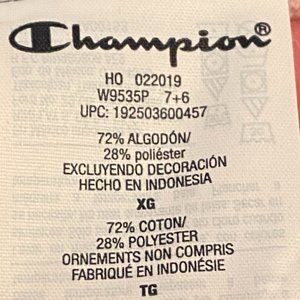 Champion®
HO 022019
W9535P 7+6
UPC: 192503600457
72% ALGODÓN/
28% poliéster
EXCLUYENDO DECORACIÓN
HECHO EN INDONESIA
XG
72% COTON/
28% POLYESTER
ORNEMENTS NON COMPRIS
FABRIQUÉ EN INDONÉSIE
TG